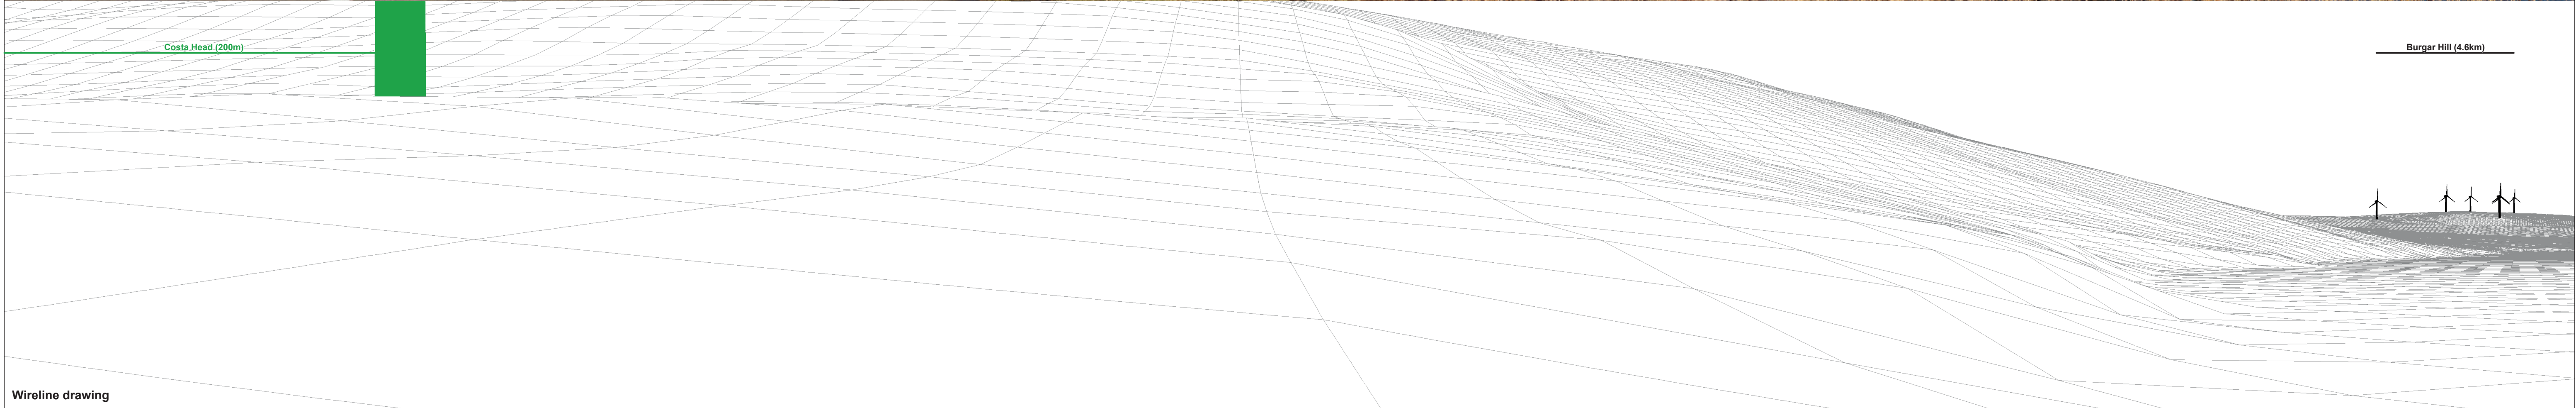 Costa Head (200m)
Burgar Hill (4.6km)
Wireline drawing